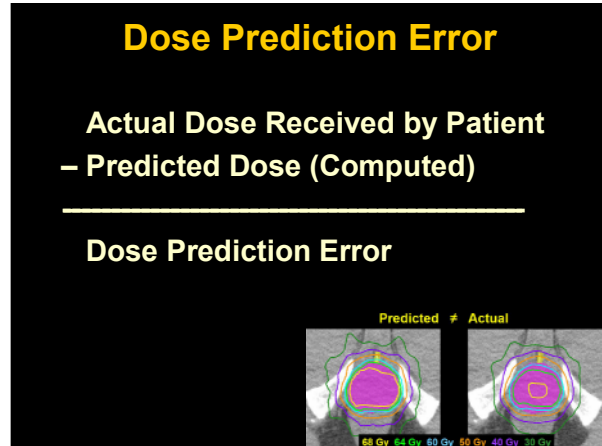 Dose Prediction Error
Actual Dose Received by Patient
– Predicted Dose (Computed)
Dose Prediction Error
Predicted ≠ Actual
68 Gy 64 Gy 60 Gy 50 Gy 40 Gy 30 Gy